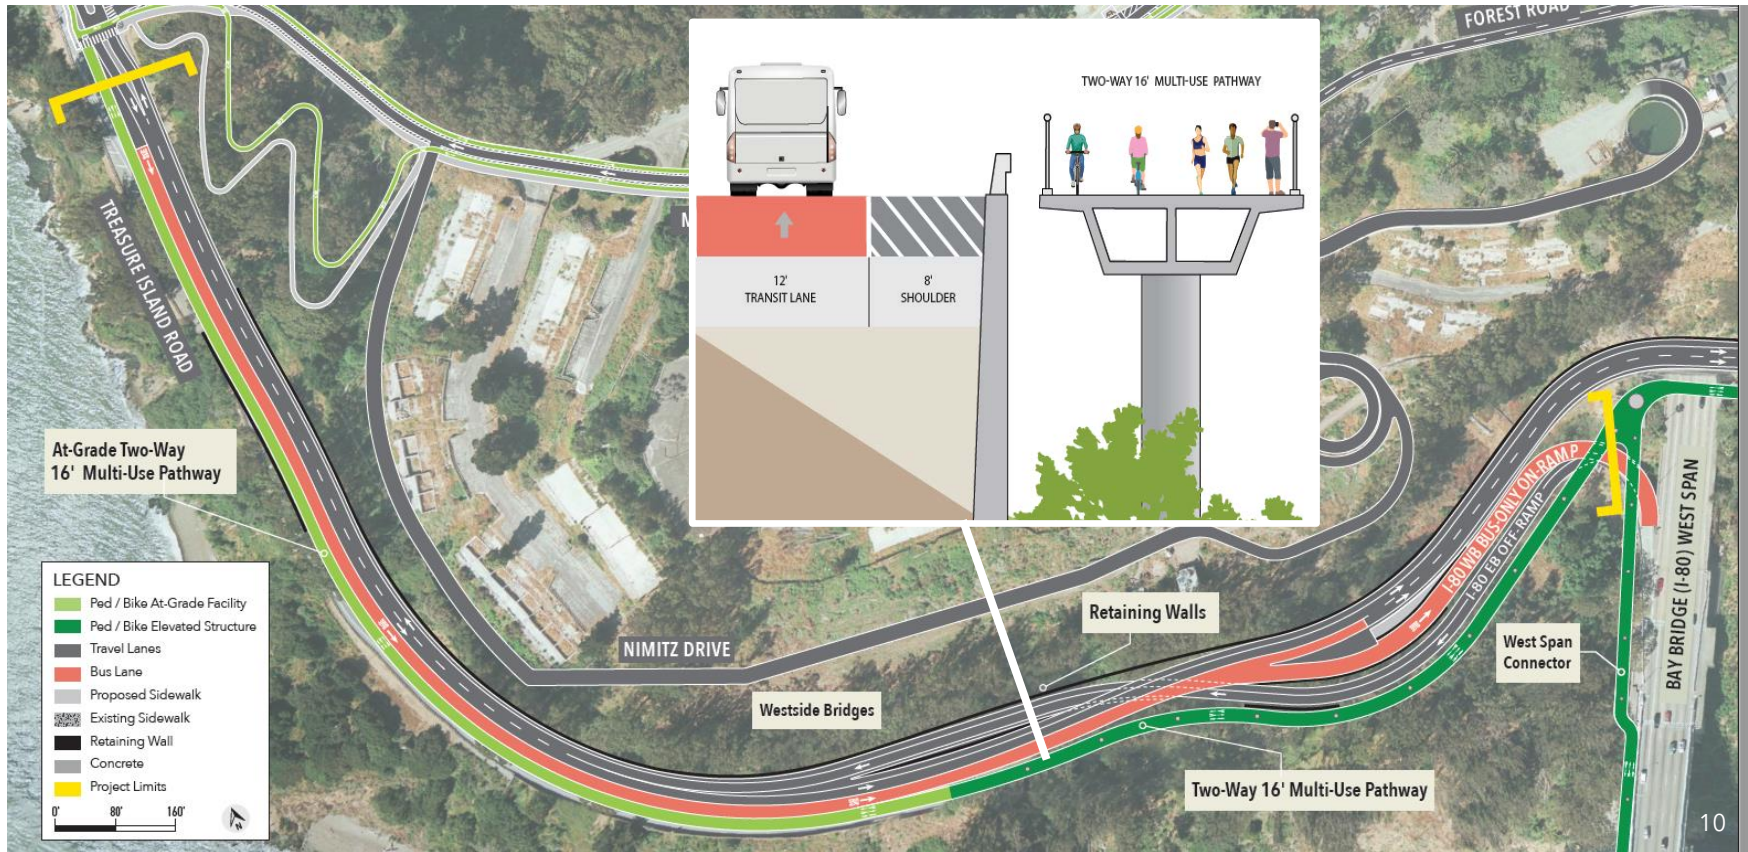 FOREST ROAD
TWO-WAY 16' MULTI-USE PATHWAY
12'
TRANSIT LANE
8'
SHOULDER
TREASURE ISLAND ROAD
At-Grade Two-Way
16' Multi-Use Pathway
LEGEND
Ped / Bike At-Grade Facility
Ped / Bike Elevated Structure
Travel Lanes
Bus Lane
Proposed Sidewalk
Existing Sidewalk
Retaining Wall
Concrete
Project Limits
0' 80' 160'
N
NIMITZ DRIVE
Westside Bridges
Retaining Walls
I-80 WB BUS-ONLY ON-RAMP
I-80 EB OFF-RAMP
West Span
Connector
BAY BRIDGE (I-80) WEST SPAN
Two-Way 16' Multi-Use Pathway
10